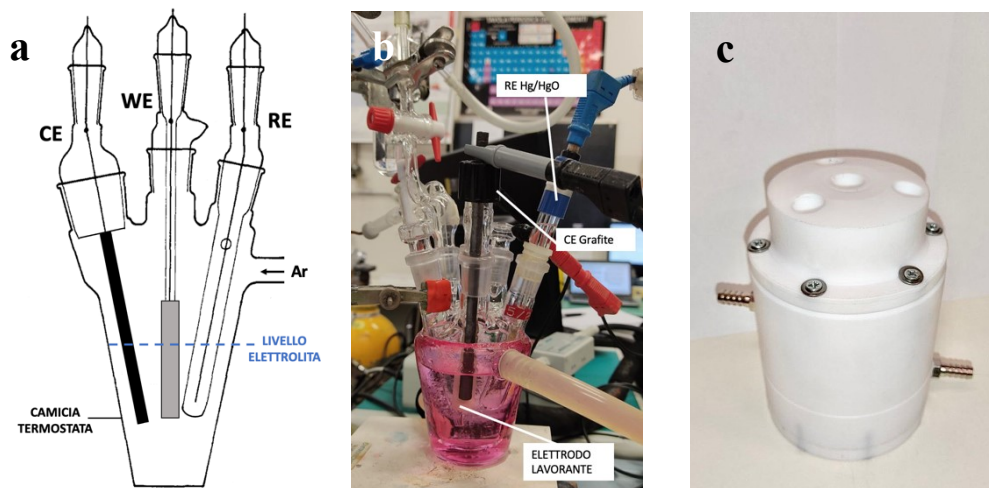 a
CE
WE
RE
Ar
LIVELLO
ELETTROLITA
CAMICIA
TERMOSTATA
b
RE Hg/HgO
CE Grafite
ELETTRODO
LAVORANTE
c